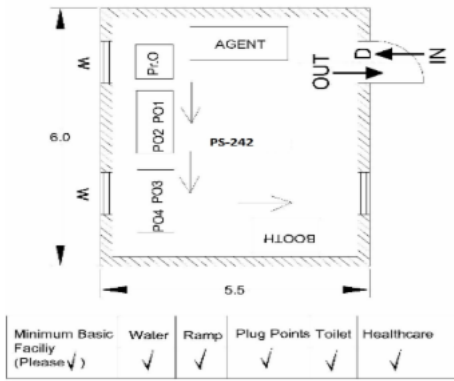 AGENT
Pr.O
D
IN
OUT
W
PO2 PO1
PS-242
6.0
W
PO4 PO3
BOOTH
5.5
Minimum Basic Water Ramp Plug Points Toilet Healthcare
Faciliy
(Please √ ) √ √ √ √ √